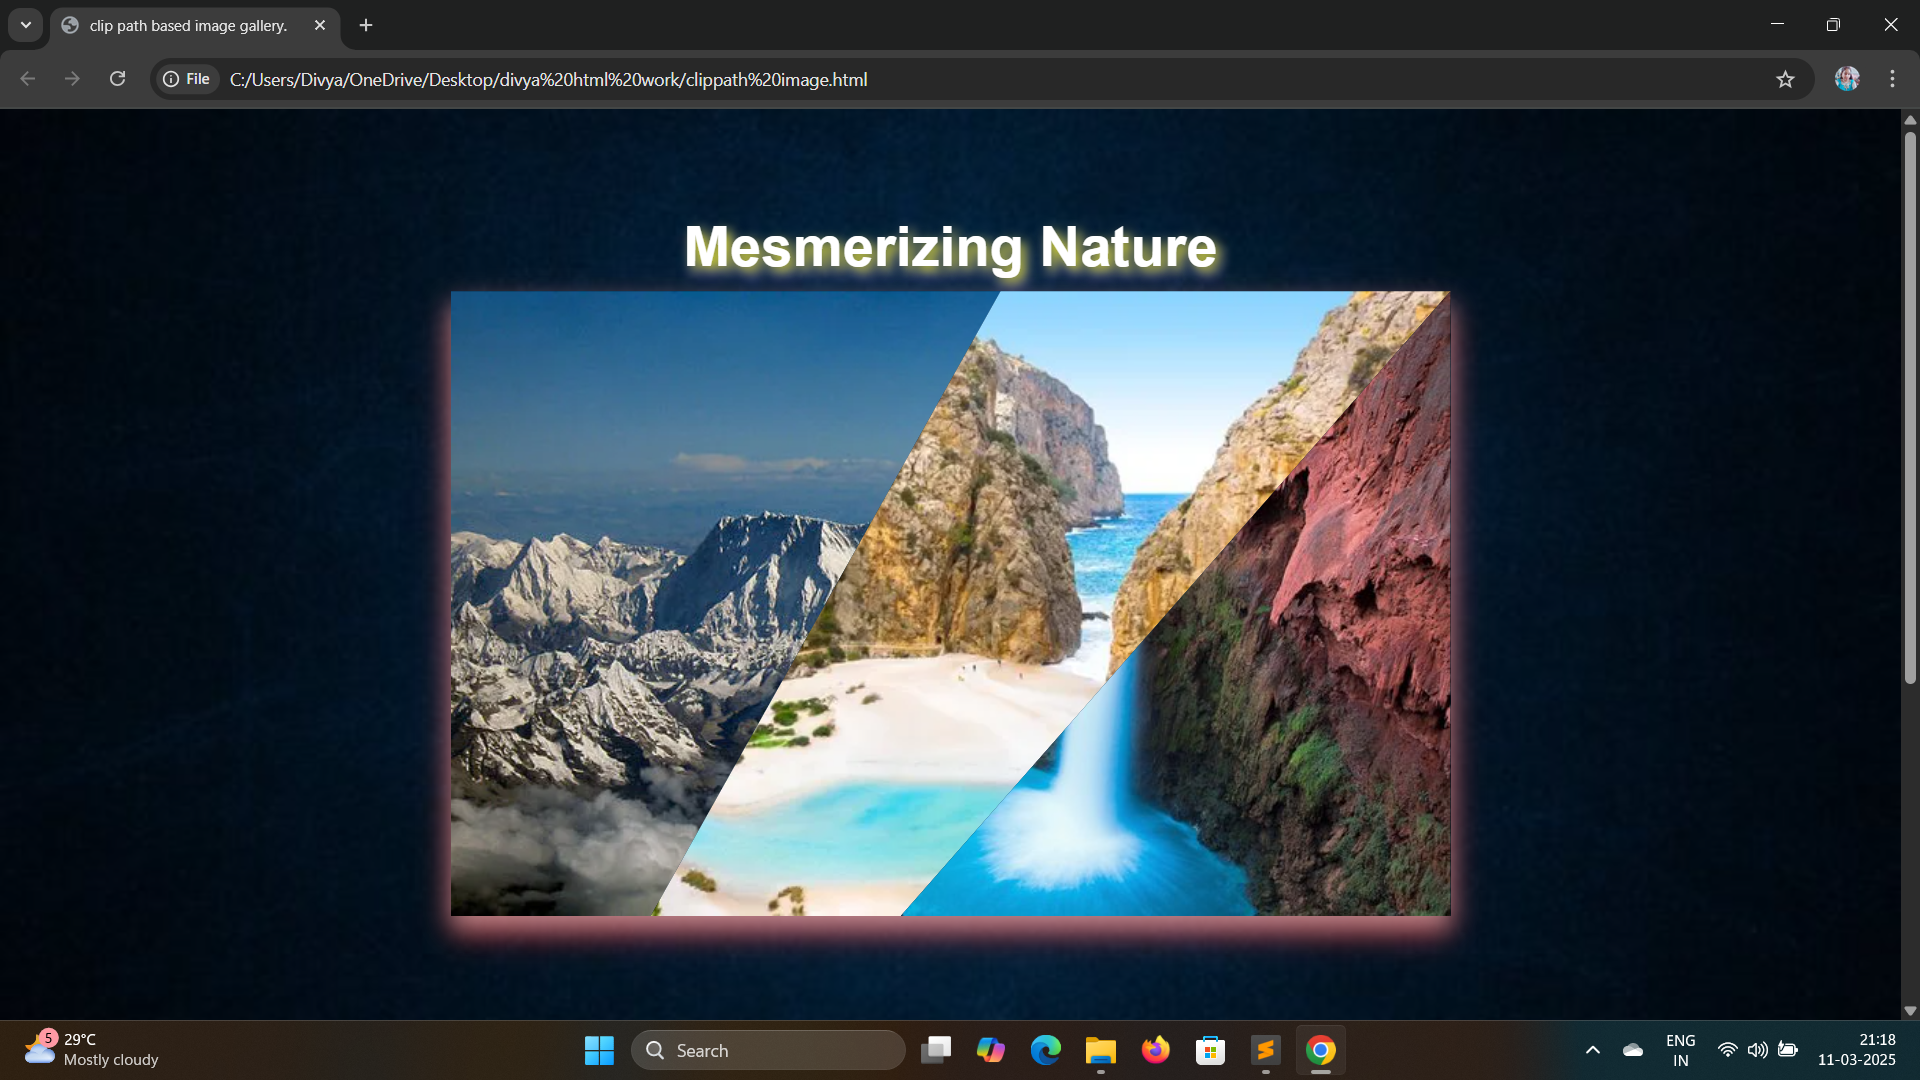 clip path based image gallery.
File
C:/Users/Divya/OneDrive/Desktop/divya%20html%20work/clippath%20image.html
Mesmerizing Nature
5
29°C
Mostly cloudy
Search
ENG
IN
21:18
11-03-2025